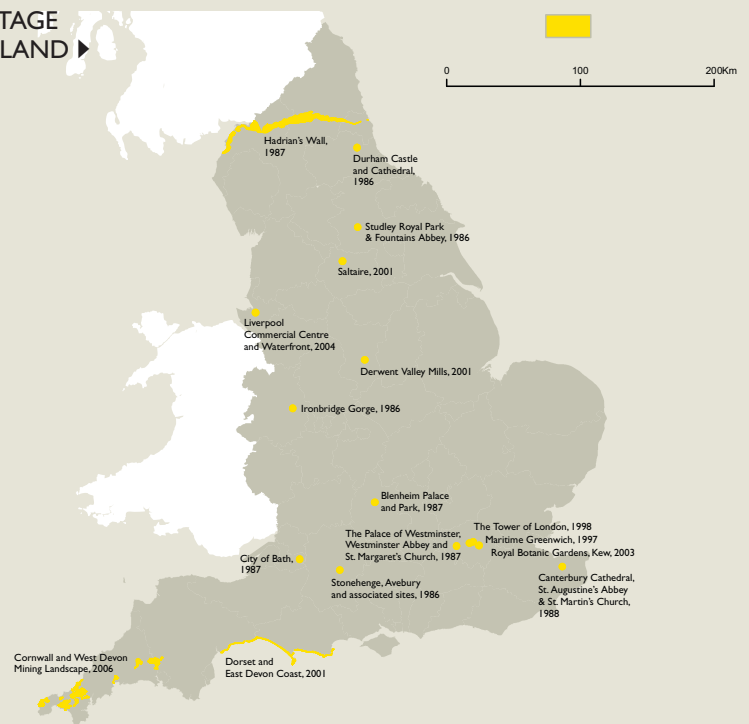 TAGE
LAND
0 100 200Km
Hadrian's Wall,
1987
Durham Castle
and Cathedral,
1986
Studley Royal Park
& Fountains Abbey, 1986
Saltaire, 2001
Liverpool
Commercial Centre
and Waterfront, 2004
Derwent Valley Mills, 2001
Ironbridge Gorge, 1986
Blenheim Palace
and Park, 1987
The Palace of Westminster,
Westminster Abbey and
St. Margaret's Church, 1987
The Tower of London, 1998
Maritime Greenwich, 1997
Royal Botanic Gardens, Kew, 2003
City of Bath,
1987
Stonehenge, Avebury
and associated sites, 1986
Canterbury Cathedral,
St. Augustine's Abbey
& St. Martin's Church,
1988
Cornwall and West Devon
Mining Landscape, 2006
Dorset and
East Devon Coast, 2001